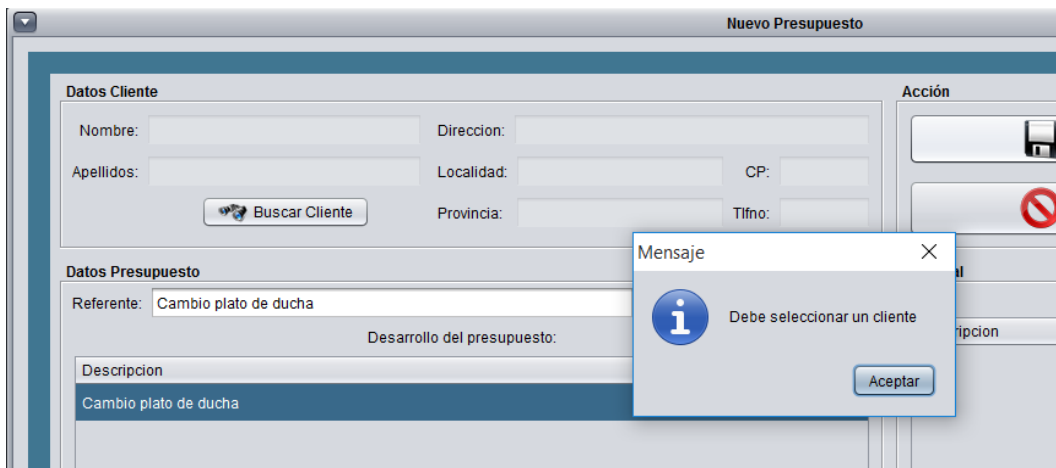 Nuevo Presupuesto
Datos Cliente
Acción
Nombre:
Direccion:
Apellidos:
Localidad:
CP:
Buscar Cliente
Provincia:
Tlfno:
Datos Presupuesto
Referente: Cambio plato de ducha
Desarrollo del presupuesto:
Descripcion
Cambio plato de ducha
Mensaje
Debe seleccionar un cliente
Aceptar